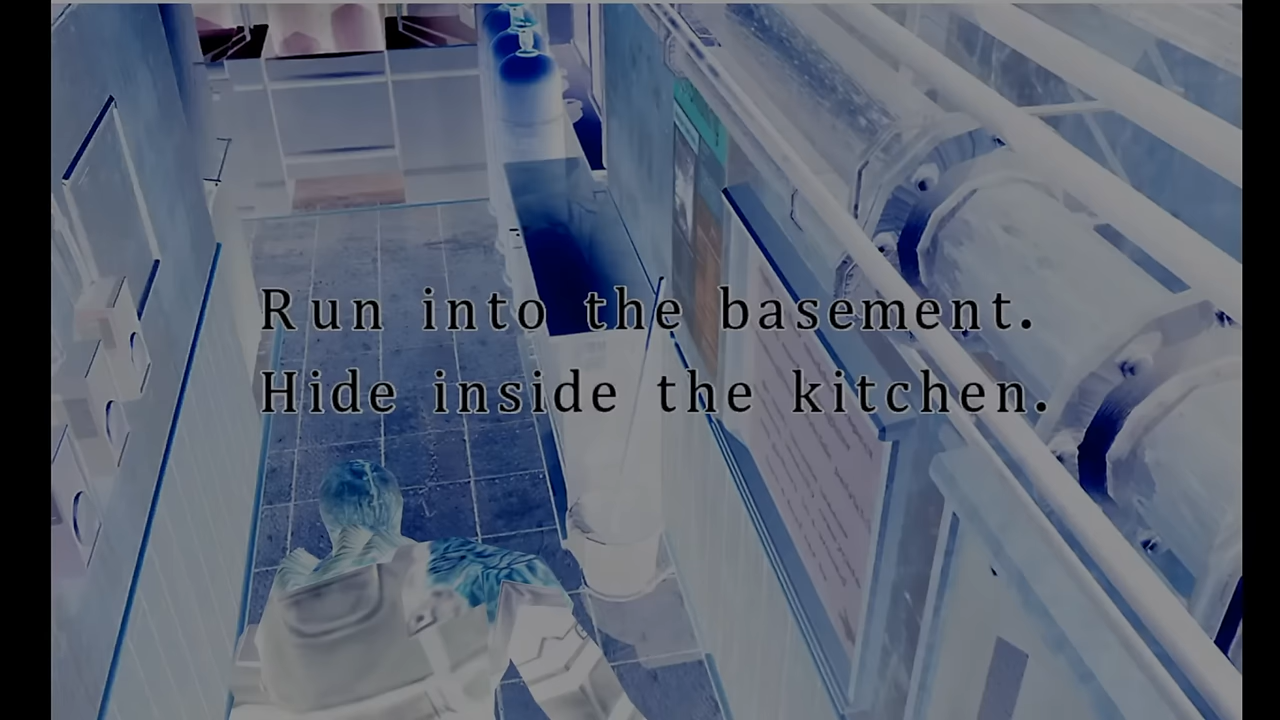 Run into the basement.
Hide inside the kitchen.